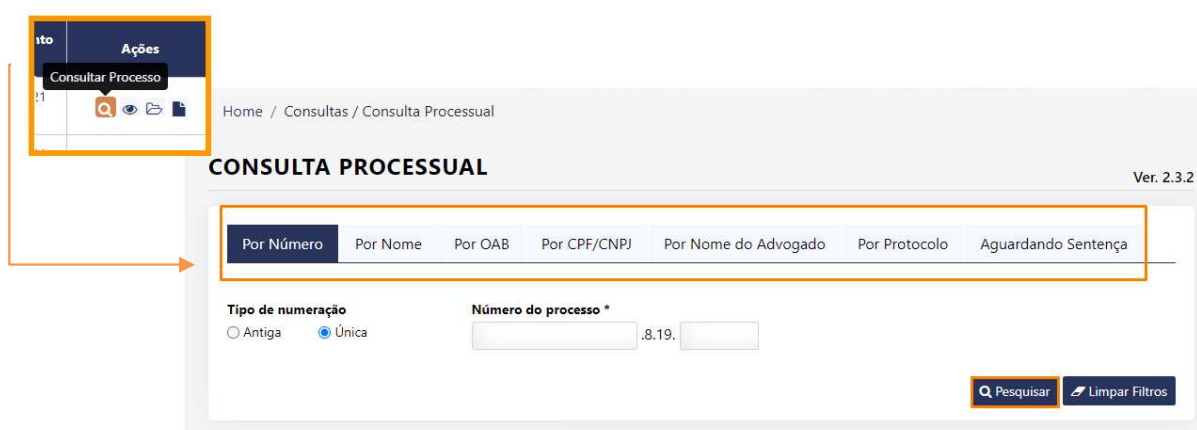 Ações
Consultar Processo
Home / Consultas / Consulta Processual
CONSULTA PROCESSUAL
Ver. 2.3.2
Por Número Por Nome Por OAB Por CPF/CNPJ Por Nome do Advogado Por Protocolo Aguardando Sentença
Tipo de numeração Número do processo *
Antiga Única .8.19.
Pesquisar Limpar Filtros